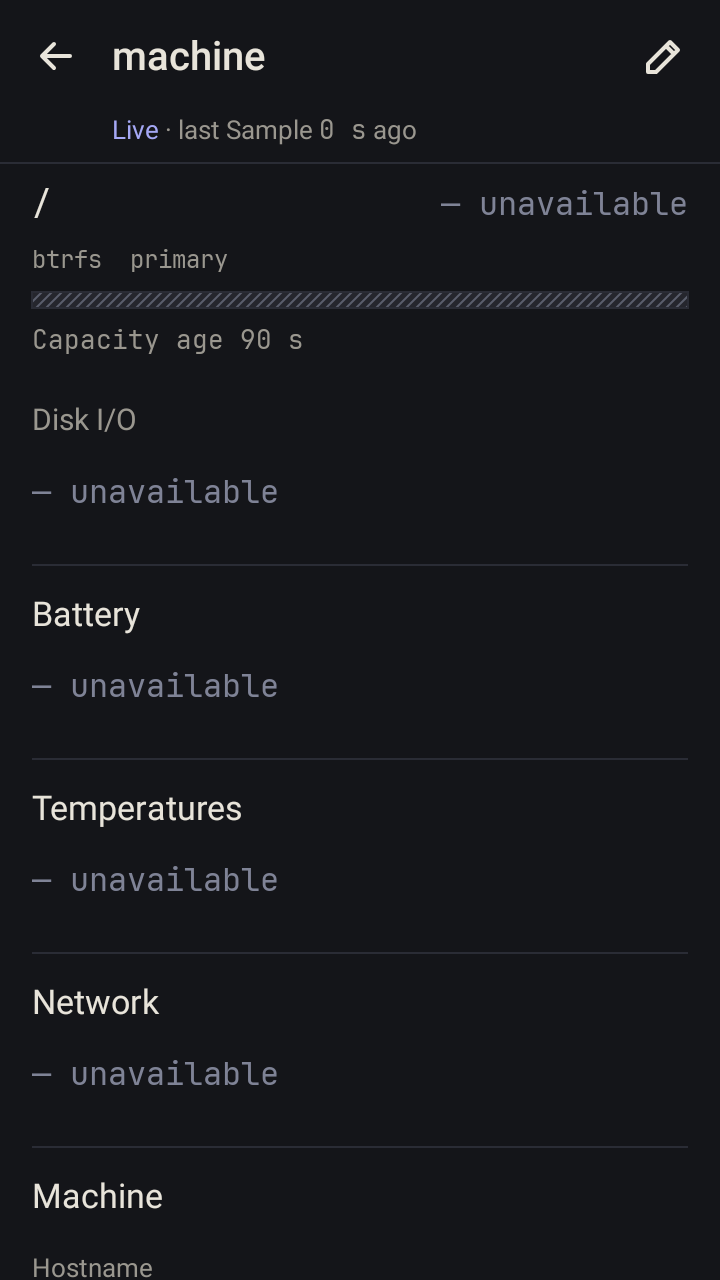 machine
Live · last Sample 0 s ago
/ — unavailable
btrfs primary
Capacity age 90 s
Disk I/O
— unavailable
Battery
— unavailable
Temperatures
— unavailable
Network
— unavailable
Machine
Hostname